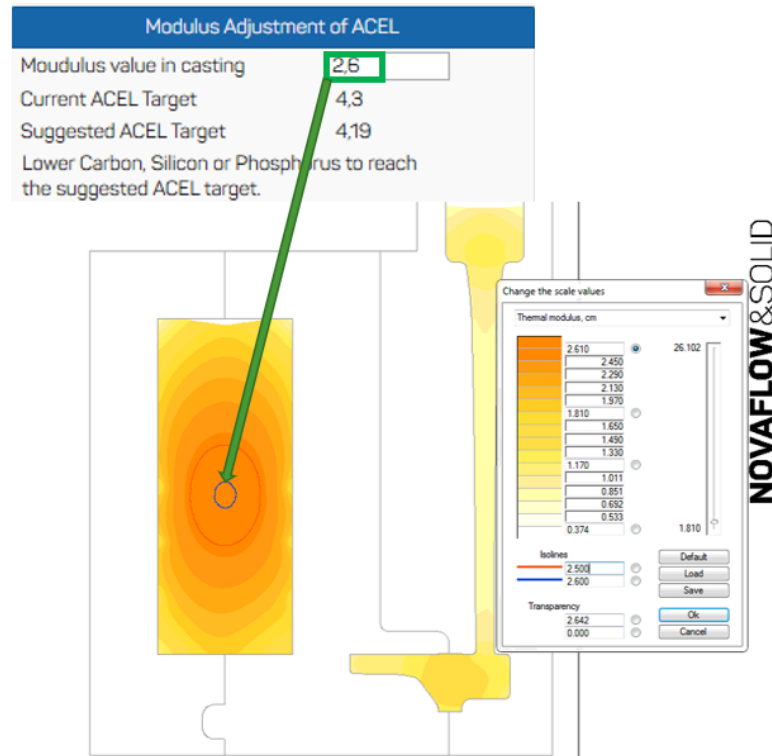 Modulus Adjustment of ACEL
Moudulus value in casting 2,6
Current ACEL Target 4,3
Suggested ACEL Target 4,19
Lower Carbon, Silicon or Phosphorus to reach
the suggested ACEL target.
NOVAFLOW&SOLID
Change the scale values
Thermal modulus, cm
2.610 26.102
2.450
2.290
2.130
1.970
1.810
1.650
1.490
1.330
1.170
1.011
0.851
0.692
0.533
0.374 1.810
Isolines Default
2.500 Load
2.600 Save
Transparency
2.642 Ok
0.000 Cancel